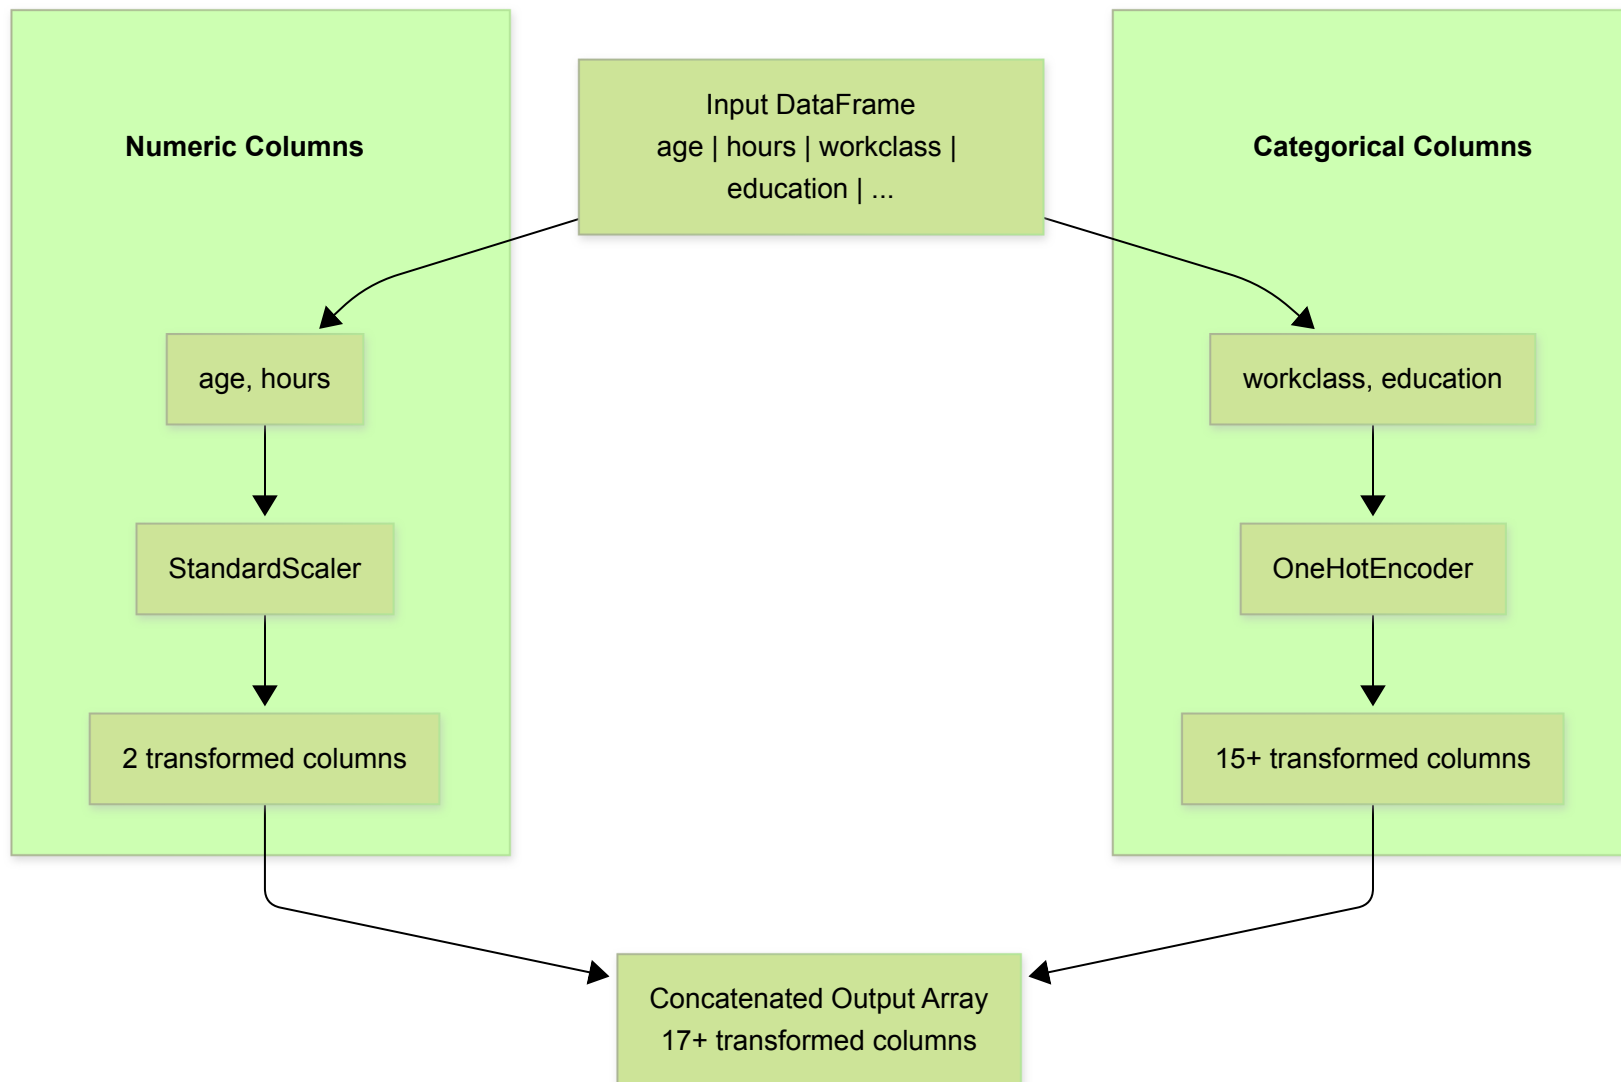 Numeric Columns
Input DataFrame
age | hours | workclass |
education | ...
Categorical Columns
age, hours
workclass, education
StandardScaler
OneHotEncoder
2 transformed columns
15+ transformed columns
Concatenated Output Array
17+ transformed columns